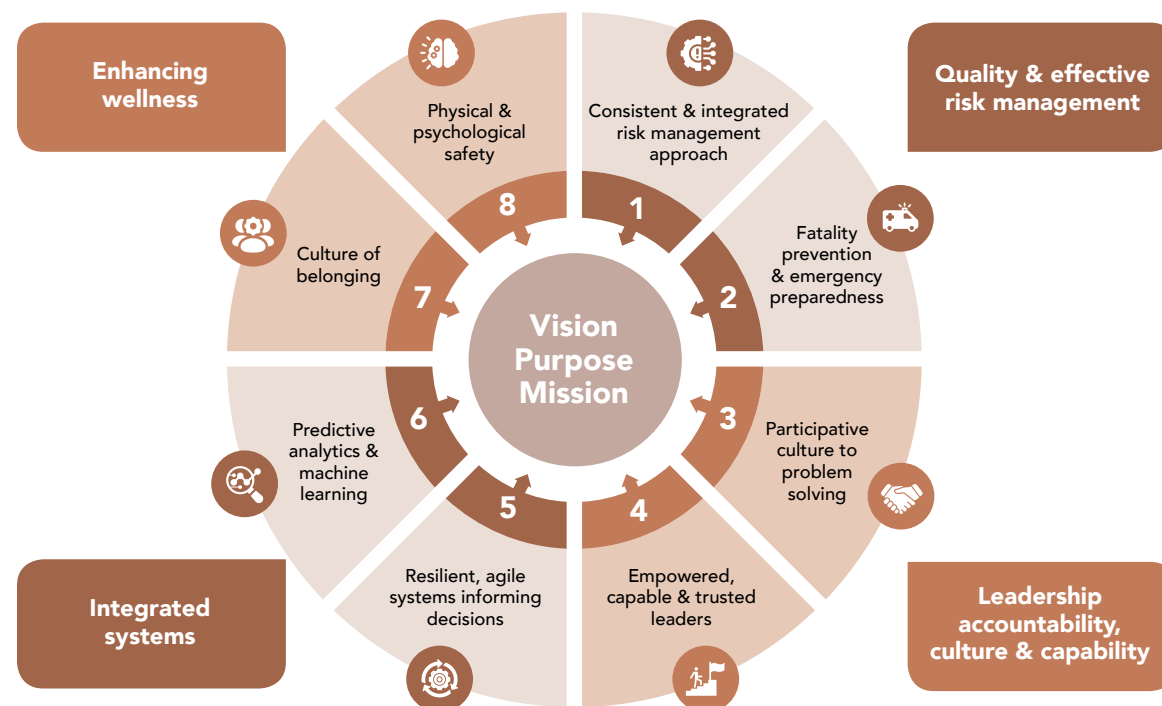 Enhancing
wellness
Quality & effective
risk management
Physical &
psychological
safety
8
Consistent & integrated
risk management
approach
1
Fatality
prevention
& emergency
preparedness
2
Culture of
belonging
7
Vision
Purpose
Mission
Predictive
analytics &
machine
learning
6
Participative
culture to
problem
solving
3
5
Resilient, agile
systems informing
decisions
4
Empowered,
capable & trusted
leaders
Integrated
systems
Leadership
accountability,
culture & capability